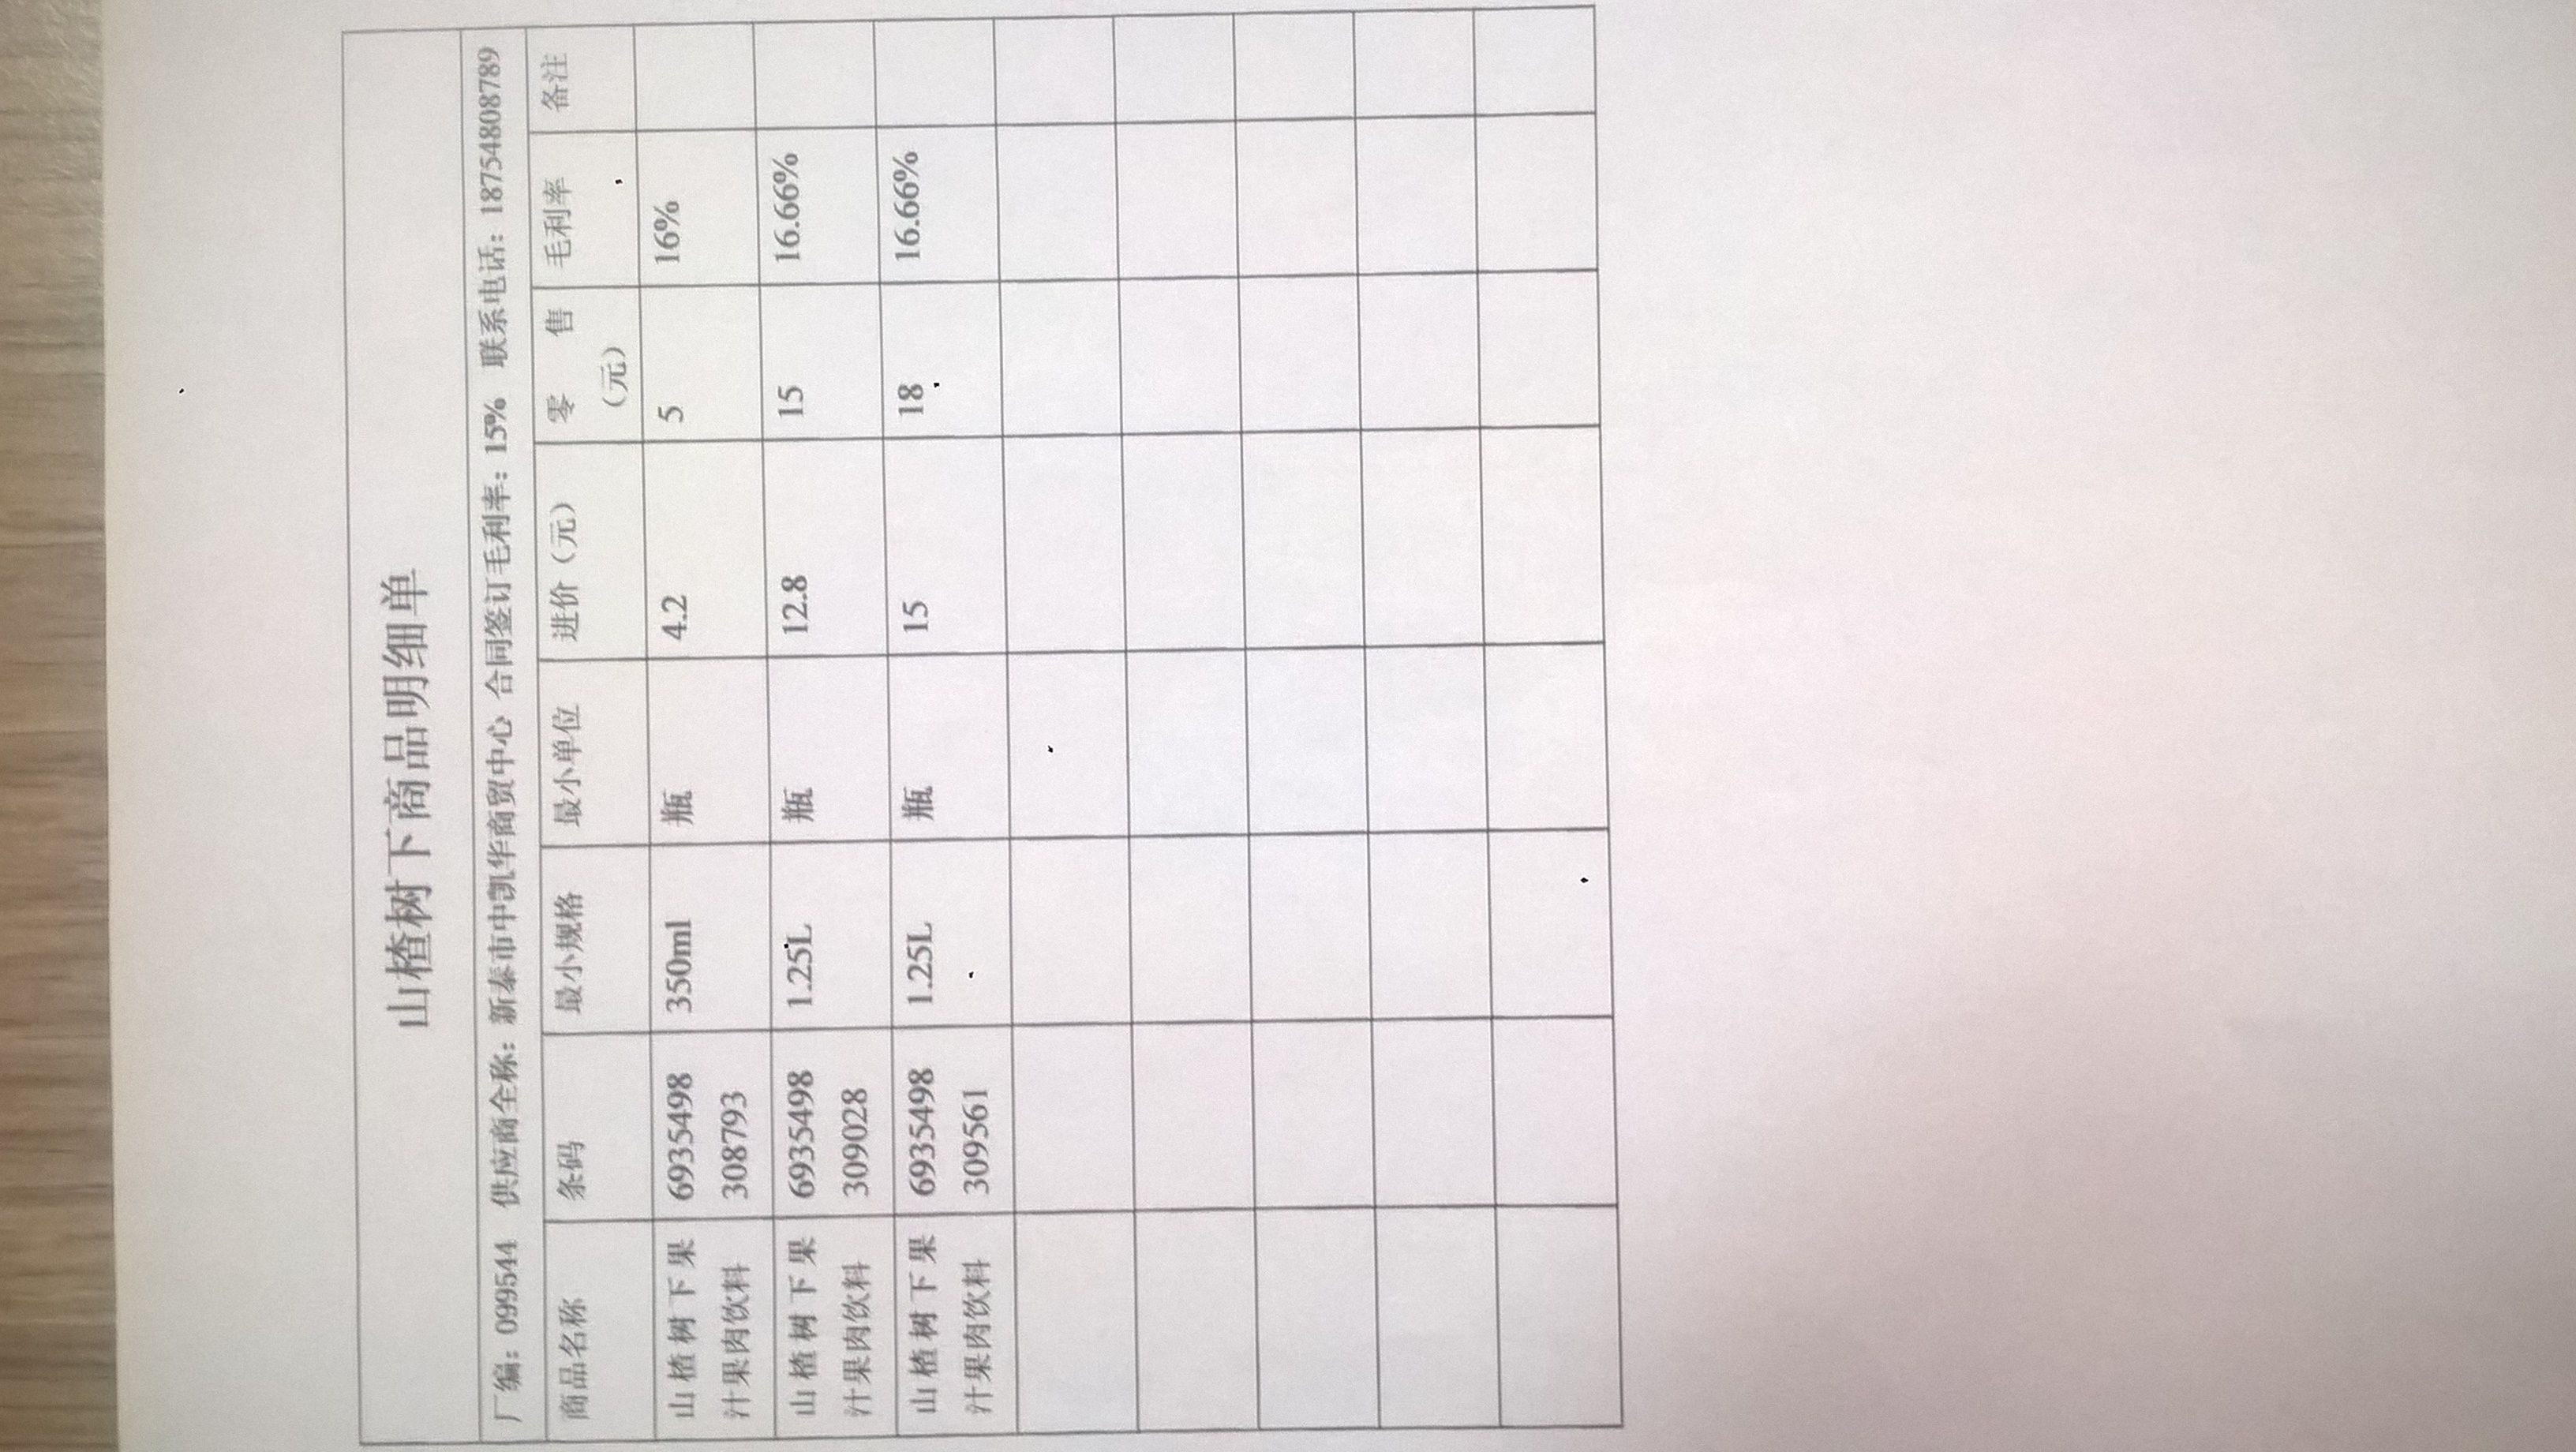 山楂树下商品明细单
厂编：099544 供应商全称：新泰市中凯华商贸中心 合同签订毛利率：15% 联系电话：18754808789
商品名称 条码 最小规格 最小单位 进价（元） 零售 毛利率 备注
（元）
山楂树下果 6935498 350ml 瓶 4.2 5 16%
汁果肉饮料 308793
山楂树下果 6935498 1.25L 瓶 12.8 15 16.66%
汁果肉饮料 309028
山楂树下果 6935498 1.25L 瓶 15 18 16.66%
汁果肉饮料 309561